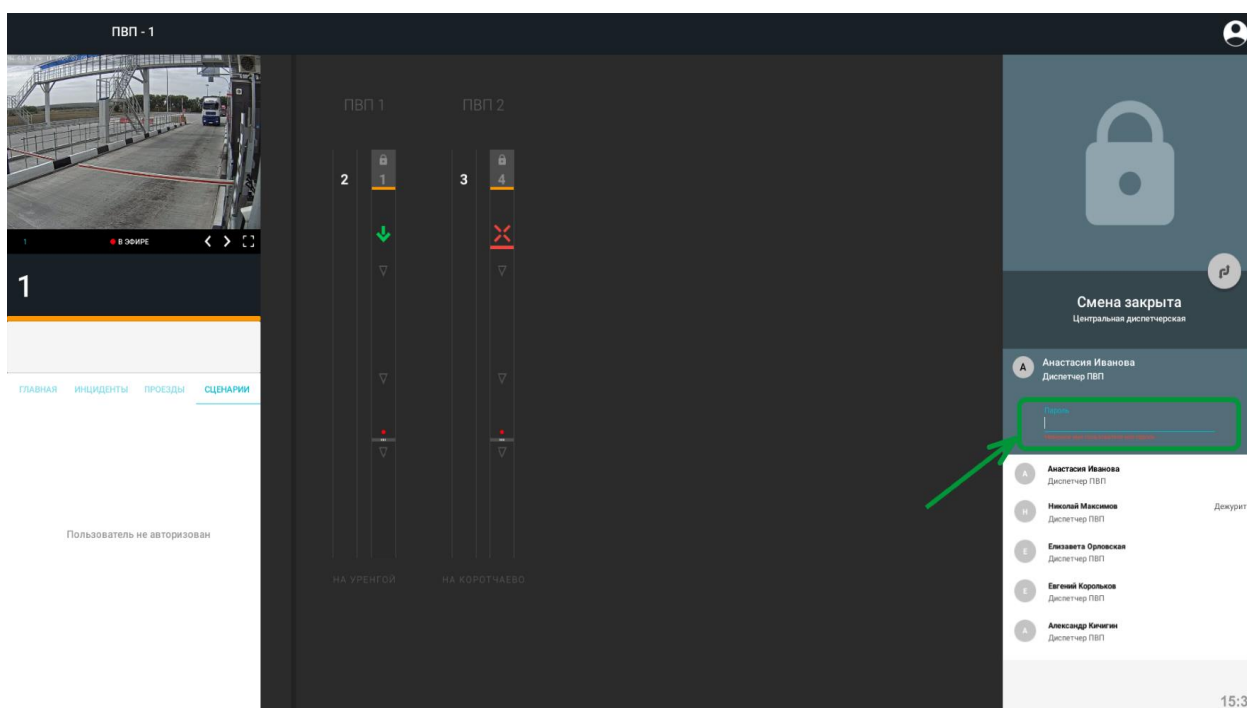 ПВП - 1
1
В ЭФИРЕ
1
ГЛАВНАЯ ИНЦИДЕНТЫ ПРОЕЗДЫ СЦЕНАРИИ
Пользователь не авторизован
ПВП 1 ПВП 2
2 1 3 4
НА УРЕНГОЙ НА КОРОТЧАЕВО
Смена закрыта
Центральная диспетчерская
А
Анастасия Иванова
Диспетчер ПВП
Пароль
А
Анастасия Иванова
Диспетчер ПВП
Н
Николай Максимов Дежурит
Диспетчер ПВП
Е
Елизавета Орловская
Диспетчер ПВП
Е
Евгений Корольков
Диспетчер ПВП
А
Александр Кичигин
Диспетчер ПВП
15:3